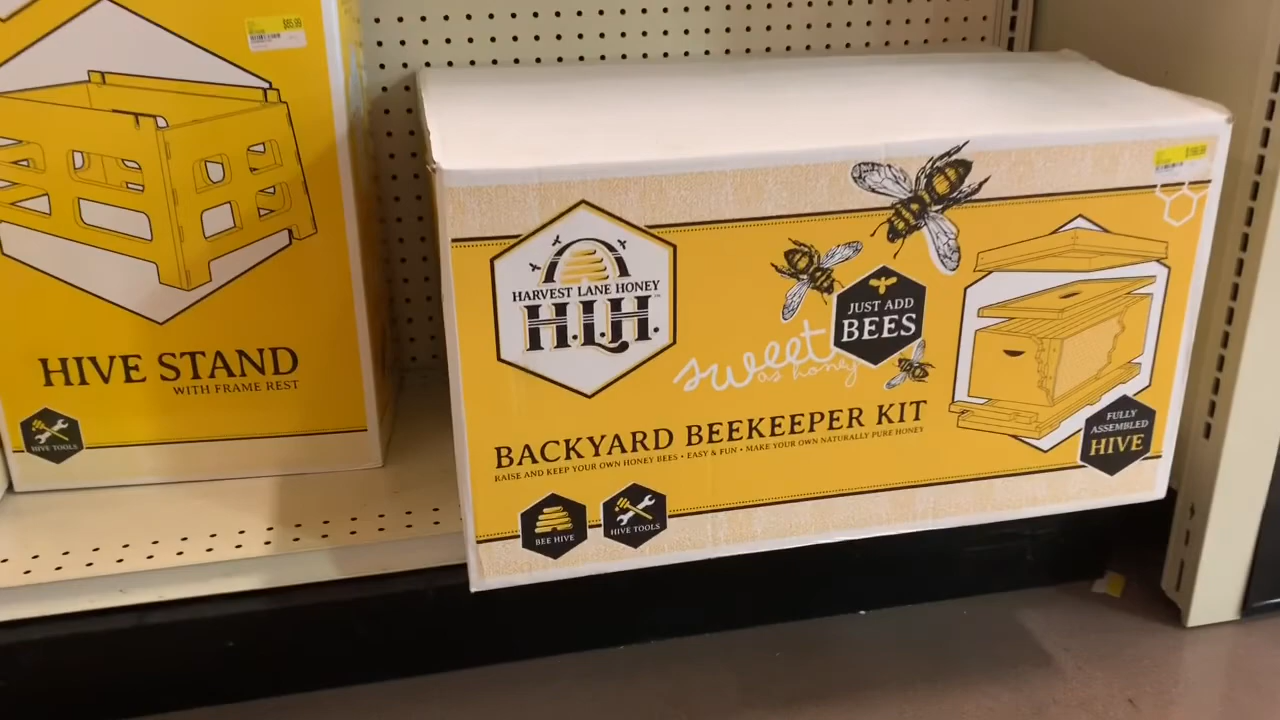 $65.99
HIVE STAND
WITH FRAME REST
HIVE TOOLS
HARVEST LANE HONEY
H.L.H.
JUST ADD
BEES
sweet
as honey
BACKYARD BEEKEEPER KIT
RAISE AND KEEP YOUR OWN HONEY BEES • EASY & FUN • MAKE YOUR OWN NATURALLY PURE HONEY
BEE HIVE
HIVE TOOLS
FULLY
ASSEMBLED
HIVE